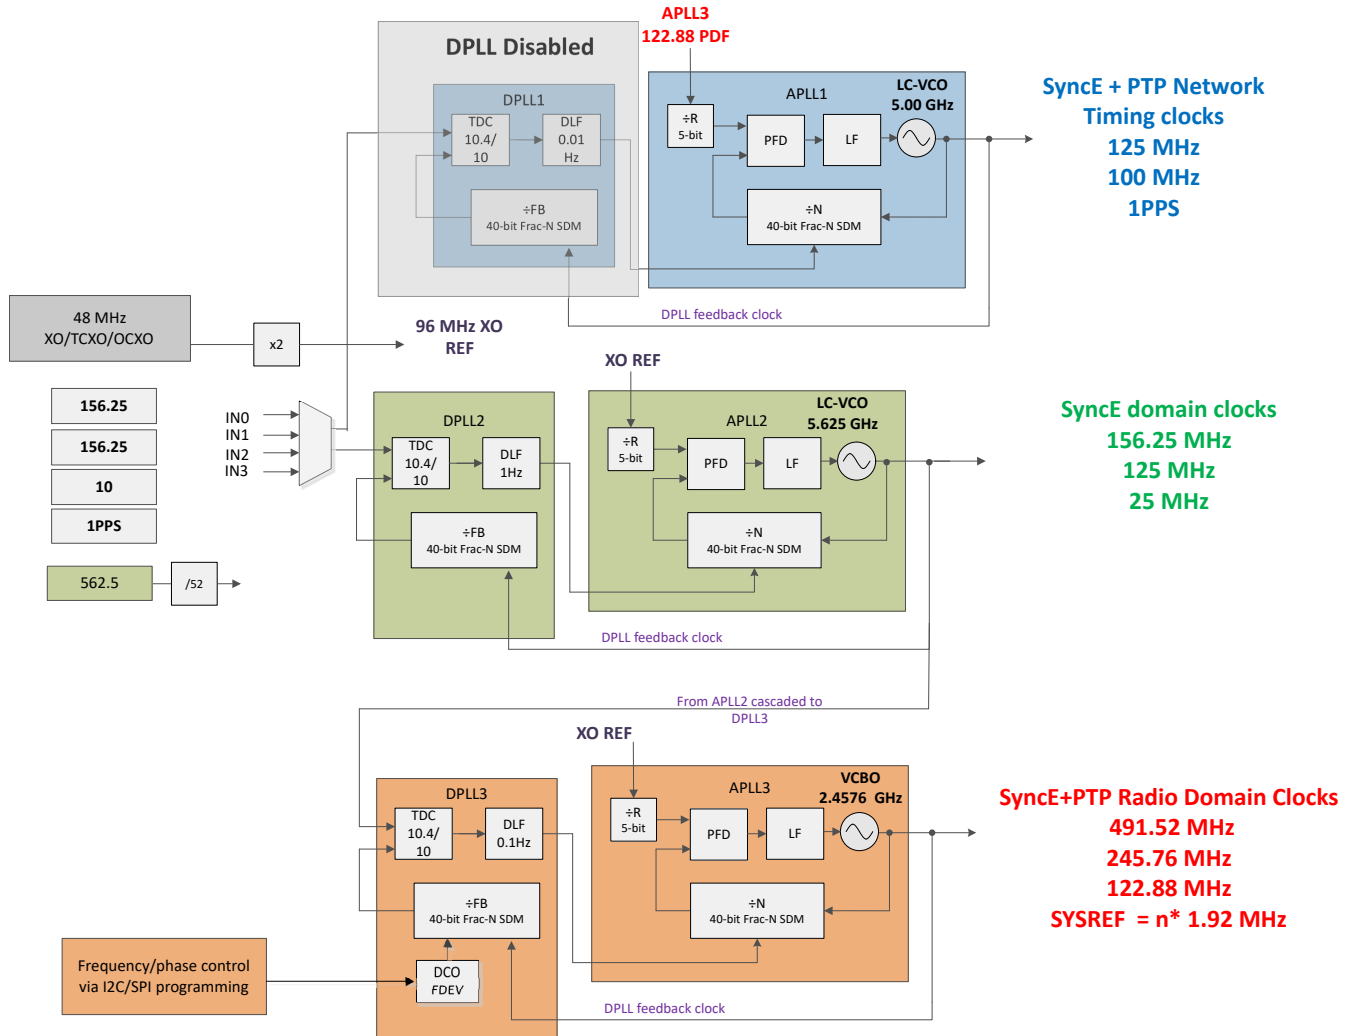 APLL3
122.88 PDF
DPLL Disabled
DPLL1
TDC
10.4/
10
DLF
0.01
Hz
÷FB
40-bit Frac-N SDM
APLL1
LC-VCO
5.00 GHz
÷R
5-bit
PFD
LF
÷N
40-bit Frac-N SDM
SyncE + PTP Network
Timing clocks
125 MHz
100 MHz
1PPS
DPLL feedback clock
48 MHz
XO/TCXO/OCXO
x2
96 MHz XO
REF
156.25
156.25
10
1PPS
562.5
/52
IN0
IN1
IN2
IN3
DPLL2
TDC
10.4/
10
DLF
1Hz
÷FB
40-bit Frac-N SDM
XO REF
APLL2
LC-VCO
5.625 GHz
÷R
5-bit
PFD
LF
÷N
40-bit Frac-N SDM
SyncE domain clocks
156.25 MHz
125 MHz
25 MHz
DPLL feedback clock
From APLL2 cascaded to
DPLL3
XO REF
DPLL3
TDC
10.4/
10
DLF
0.1Hz
÷FB
40-bit Frac-N SDM
DCO
FDEV
Frequency/phase control
via I2C/SPI programming
APLL3
VCBO
2.4576 GHz
÷R
5-bit
PFD
LF
÷N
40-bit Frac-N SDM
DPLL feedback clock
SyncE+PTP Radio Domain Clocks
491.52 MHz
245.76 MHz
122.88 MHz
SYSREF = n* 1.92 MHz